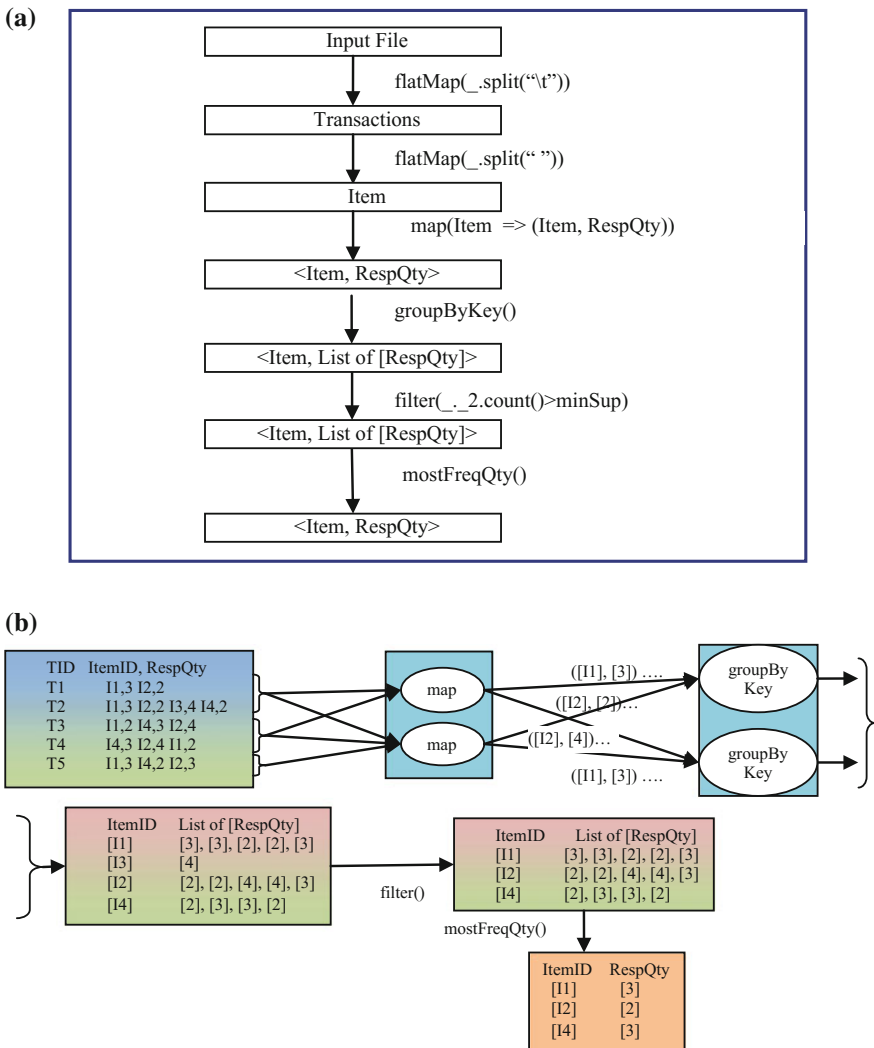 (a)
Input File
flatMap(_.split(“\t”))
Transactions
flatMap(_.split(“ ”))
Item
map(Item => (Item, RespQty))
<Item, RespQty>
groupByKey()
<Item, List of [RespQty]>
filter(_._2.count()>minSup)
<Item, List of [RespQty]>
mostFreqQty()
<Item, RespQty>
(b)
TID ItemID, RespQty
T1 I1,3 I2,2
T2 I1,3 I2,2 I3,4 I4,2
T3 I1,2 I4,3 I2,4
T4 I4,3 I2,4 I1,2
T5 I1,3 I4,2 I2,3
map
map
([I1], [3]) ....
([I2], [2])...
([I2], [4])...
([I1], [3]) ....
groupBy
Key
groupBy
Key
ItemID List of [RespQty]
[I1] [3], [3], [2], [2], [3]
[I3] [4]
[I2] [2], [2], [4], [4], [3]
[I4] [2], [3], [3], [2]
filter()
ItemID List of [RespQty]
[I1] [3], [3], [2], [2], [3]
[I2] [2], [2], [4], [4], [3]
[I4] [2], [3], [3], [2]
mostFreqQty()
ItemID RespQty
[I1] [3]
[I2] [2]
[I4] [3]